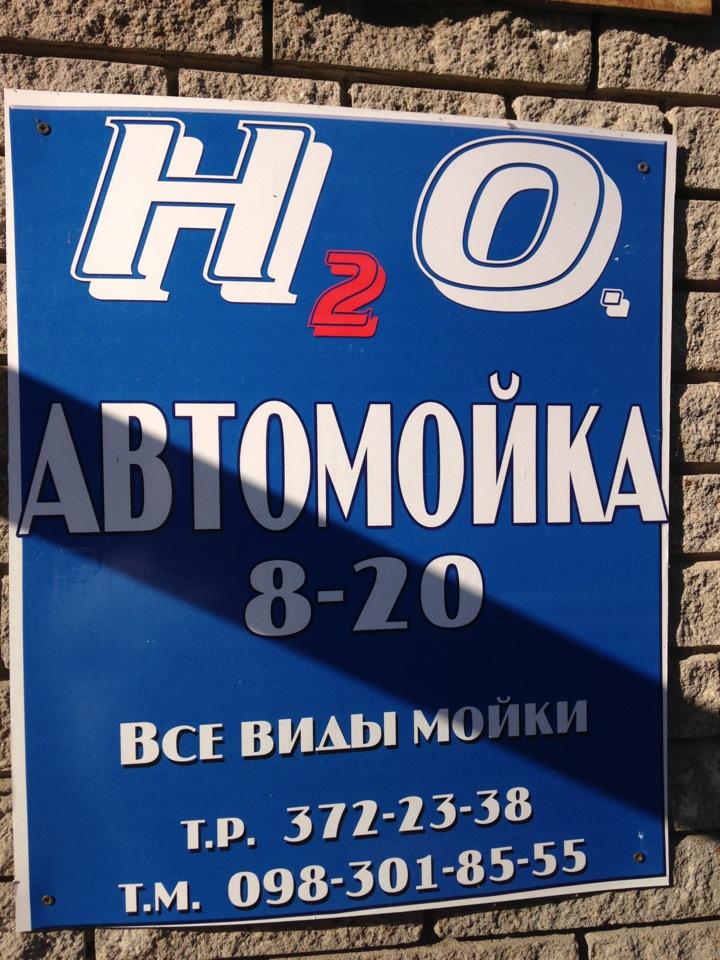 H2O.
АВТОМОЙКА
8-20
ВСЕ ВИДЫ МОЙКИ
Т.Р. 372-23-38
Т.М. 098-301-85-55